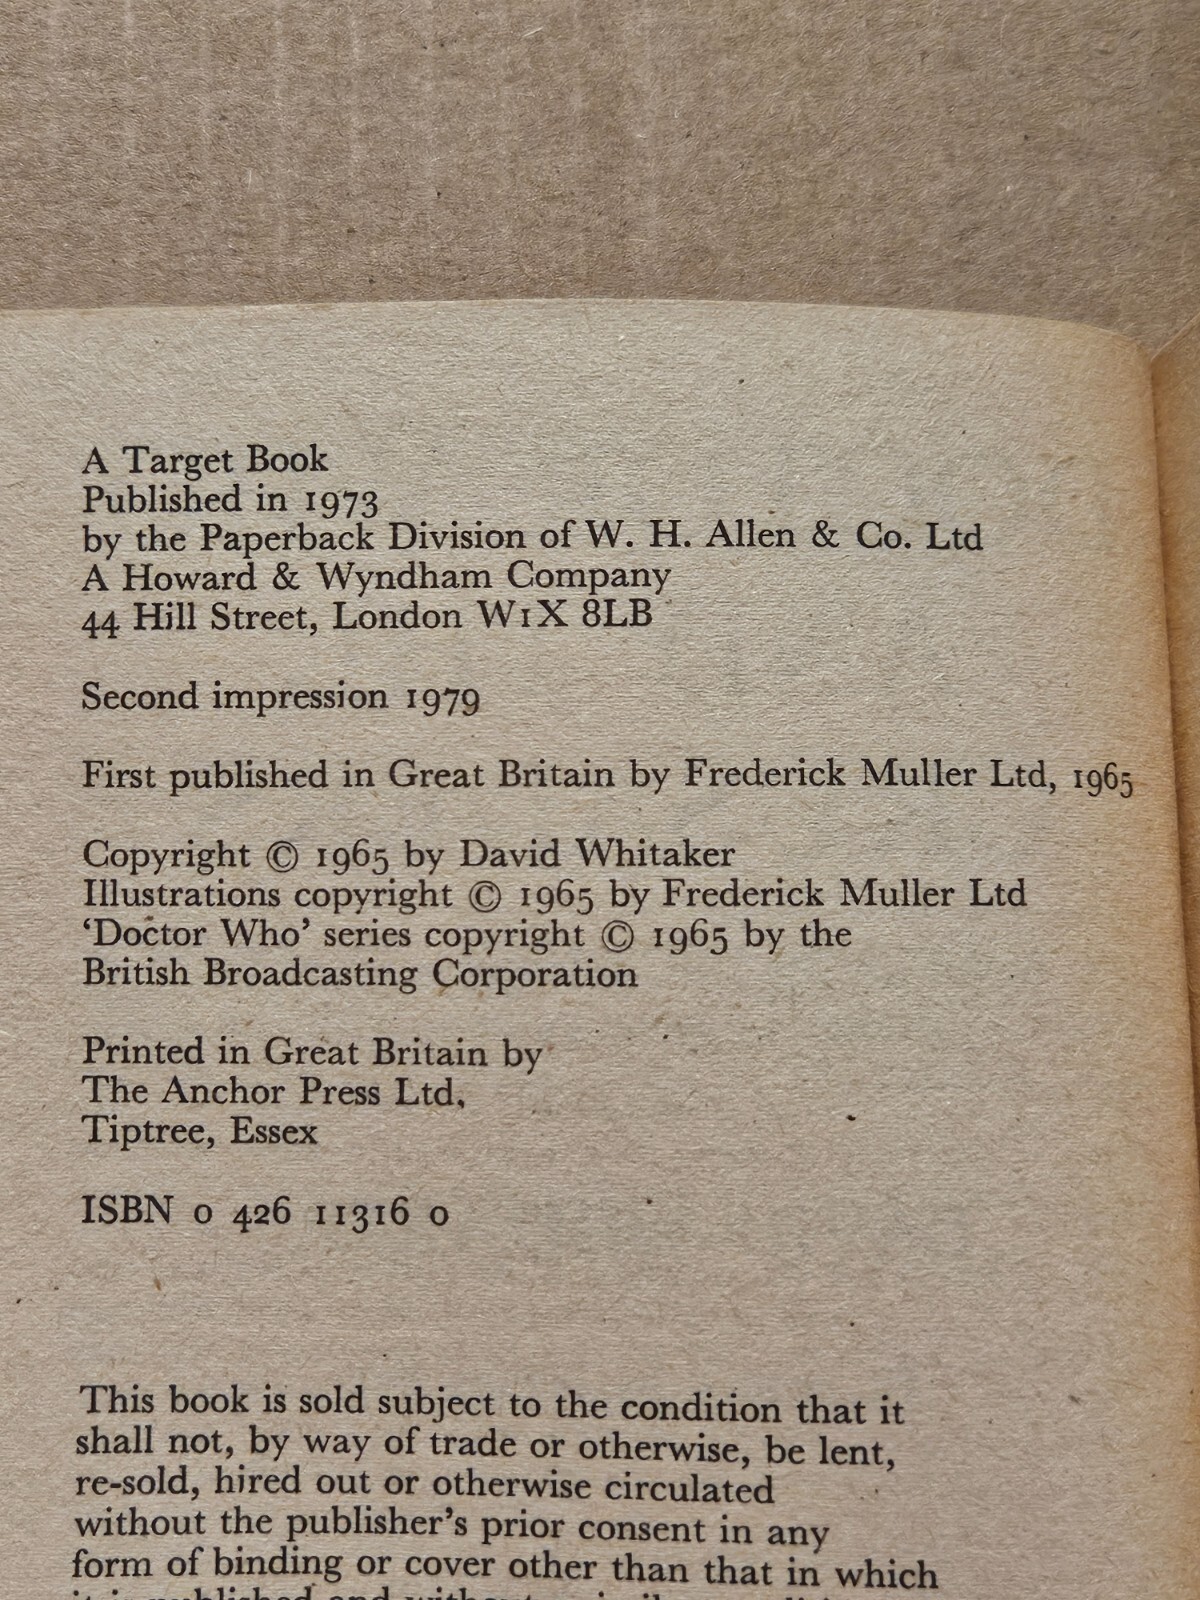 A Target Book
Published in 1973
by the Paperback Division of W. H. Allen & Co. Ltd
A Howard & Wyndham Company
44 Hill Street, London W1X 8LB
Second impression 1979
First published in Great Britain by Frederick Muller Ltd, 1965
Copyright © 1965 by David Whitaker
Illustrations copyright © 1965 by Frederick Muller Ltd
‘Doctor Who’ series copyright © 1965 by the
British Broadcasting Corporation
Printed in Great Britain by
The Anchor Press Ltd,
Tiptree, Essex
ISBN 0 426 11316 0
This book is sold subject to the condition that it
shall not, by way of trade or otherwise, be lent,
re-sold, hired out or otherwise circulated
without the publisher’s prior consent in any
form of binding or cover other than that in which